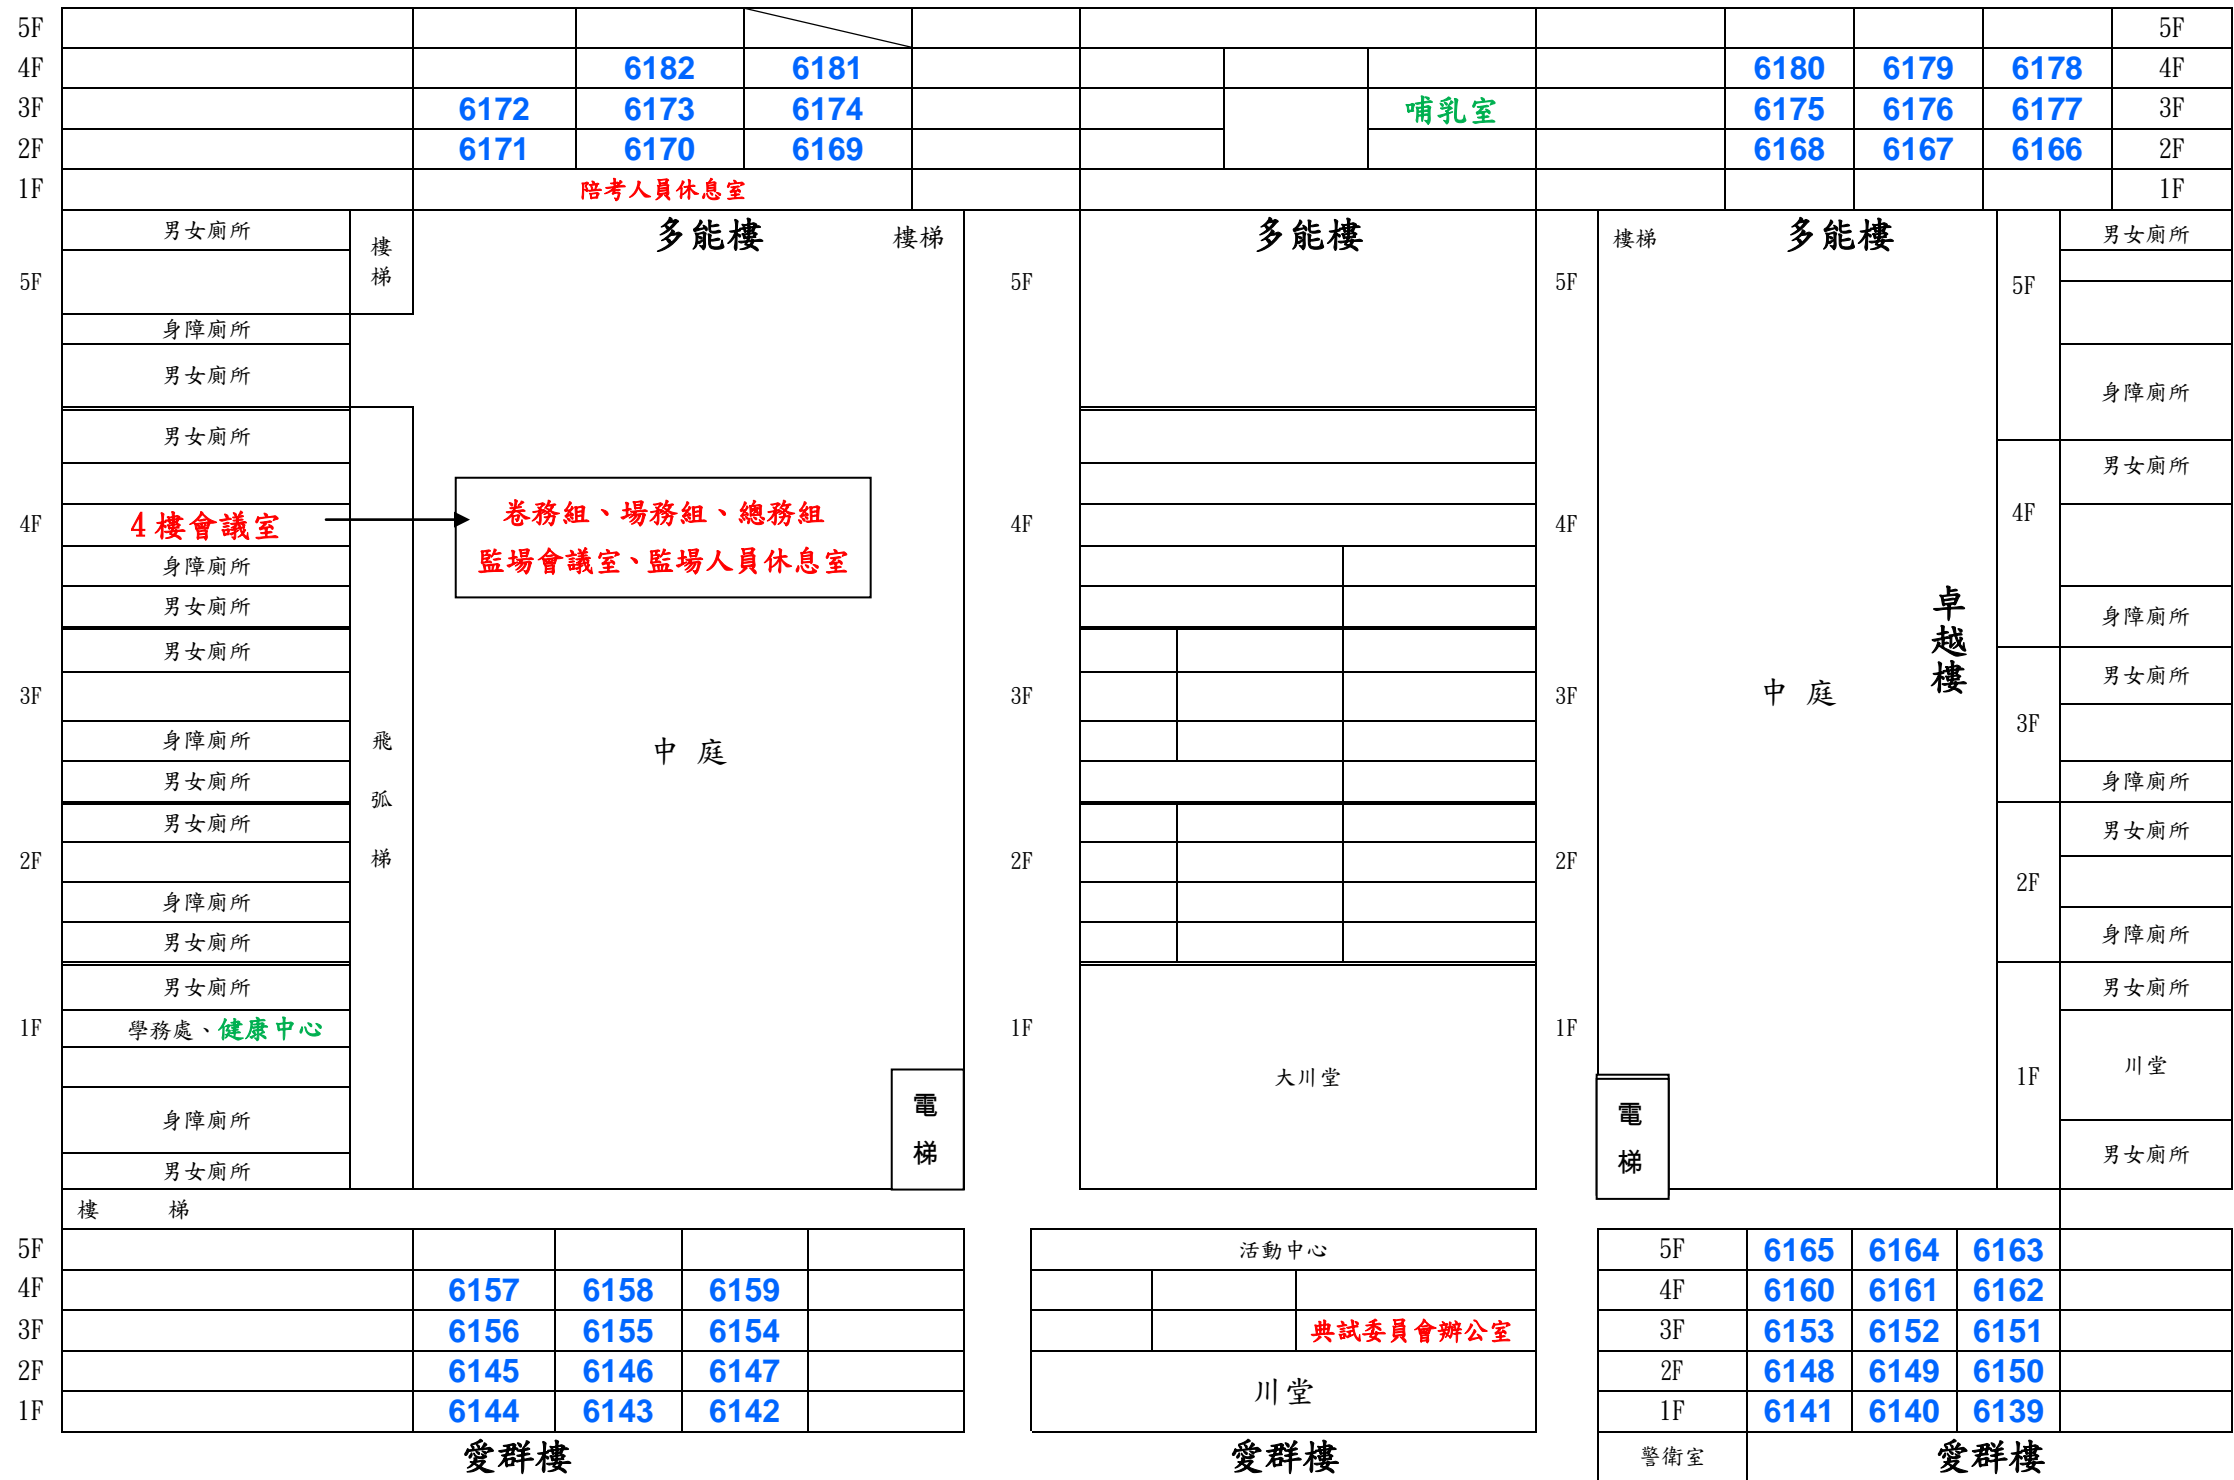 5F 5F
4F 6182 6181 6180 6179 6178 4F
3F 6172 6173 6174 哺乳室 6175 6176 6177 3F
2F 6171 6170 6169 6168 6167 6166 2F
1F 陪考人員休息室 1F
男女廁所 樓梯 多能樓 樓梯 多能樓 樓梯 多能樓 男女廁所
5F 5F 5F 5F
身障廁所
男女廁所 身障廁所
男女廁所 男女廁所
4F 4樓會議室 卷務組、場務組、總務組 4F 4F 4F
監場會議室、監場人員休息室
身障廁所
男女廁所 身障廁所
卓越樓
男女廁所 男女廁所
3F 3F 3F 中庭
3F
身障廁所 飛弧梯 中庭
男女廁所 身障廁所
男女廁所 男女廁所
2F 2F 2F 2F
身障廁所
男女廁所 身障廁所
男女廁所 男女廁所
1F 學務處、健康中心 1F 1F
大川堂 1F 川堂
身障廁所 電梯 電梯
男女廁所 男女廁所
樓梯
5F 活動中心 5F 6165 6164 6163
4F 6157 6158 6159 4F 6160 6161 6162
3F 6156 6155 6154 典試委員會辦公室 3F 6153 6152 6151
2F 6145 6146 6147 川堂 2F 6148 6149 6150
1F 6144 6143 6142 1F 6141 6140 6139
愛群樓 愛群樓 警衛室 愛群樓